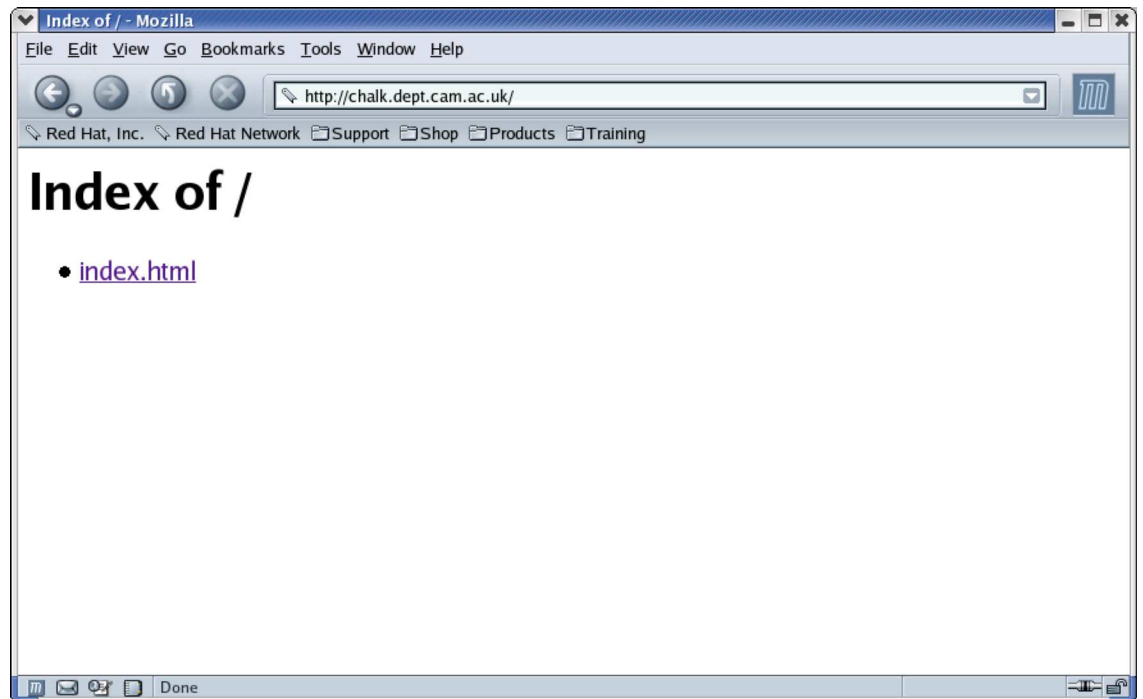 Index of / - Mozilla
File Edit View Go Bookmarks Tools Window Help
http://chalk.dept.cam.ac.uk/
Red Hat, Inc. Red Hat Network Support Shop Products Training
Index of /
index.html
Done